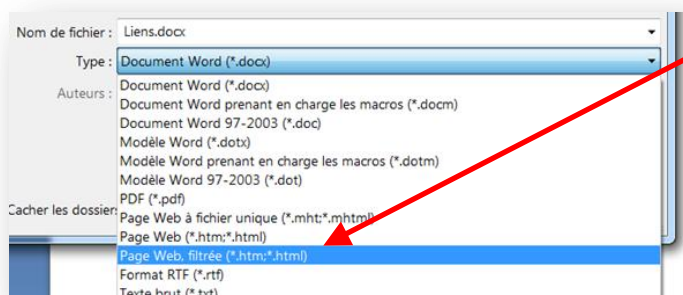 Nom de fichier : Liens.docx
Type : Document Word (*.docx)
Auteurs :
Document Word (*.docx)
Document Word prenant en charge les macros (*.docm)
Document Word 97-2003 (*.doc)
Modèle Word (*.dotx)
Modèle Word prenant en charge les macros (*.dotm)
Modèle Word 97-2003 (*.dot)
PDF (*.pdf)
Cacher les dossiers
Page Web à fichier unique (*.mht;*.mhtml)
Page Web (*.htm;*.html)
Page Web, filtrée (*.htm;*.html)
Format RTF (*.rtf)
Texte brut (*.txt)